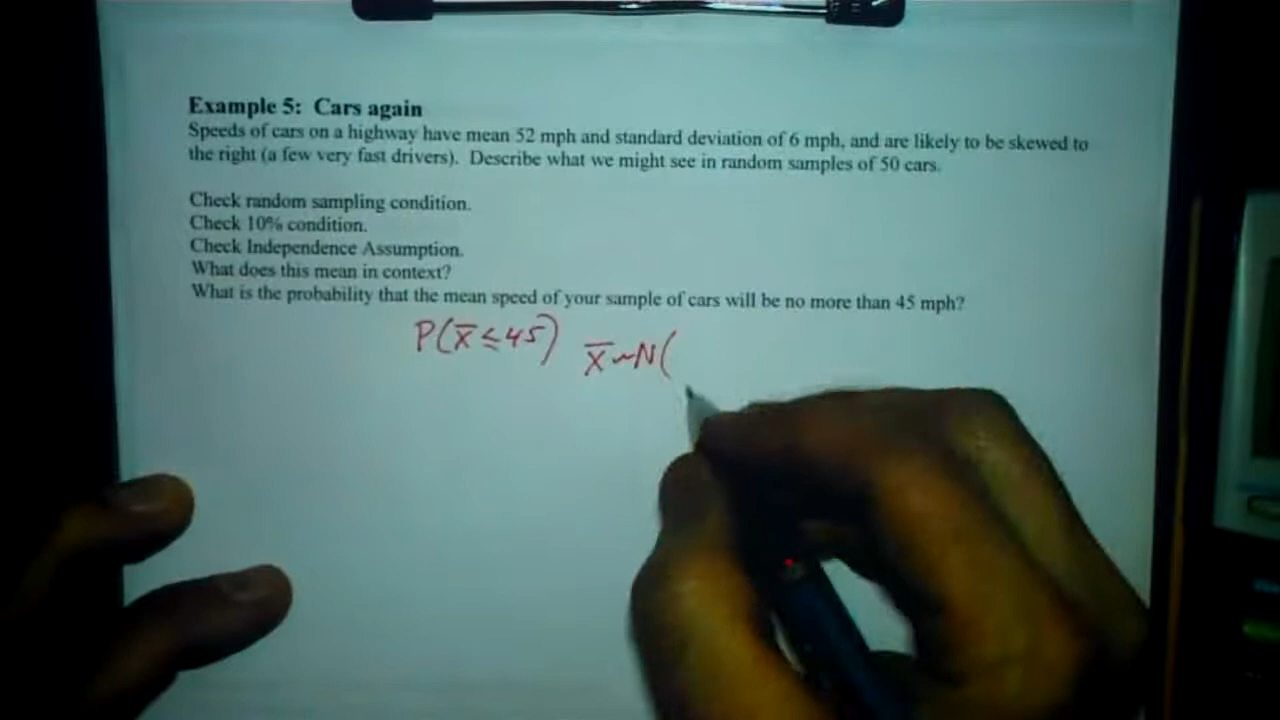 Example 5: Cars again
Speeds of cars on a highway have mean 52 mph and standard deviation of 6 mph, and are likely to be skewed to
the right (a few very fast drivers). Describe what we might see in random samples of 50 cars.
Check random sampling condition.
Check 10% condition.
Check Independence Assumption.
What does this mean in context?
What is the probability that the mean speed of your sample of cars will be no more than 45 mph?
P(x̄ ≤ 45) x̄ ~ N(